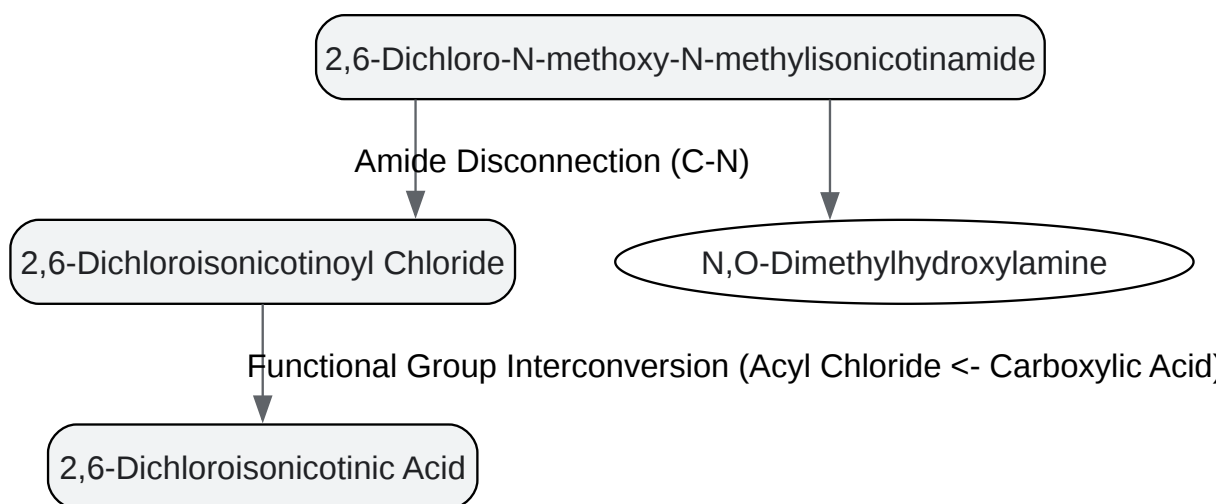 2,6-Dichloro-N-methoxy-N-methylisonicotinamide
Amide Disconnection (C-N)
2,6-Dichloroisonicotinoyl Chloride
N,O-Dimethylhydroxylamine
Functional Group Interconversion (Acyl Chloride <- Carboxylic Acid)
2,6-Dichloroisonicotinic Acid